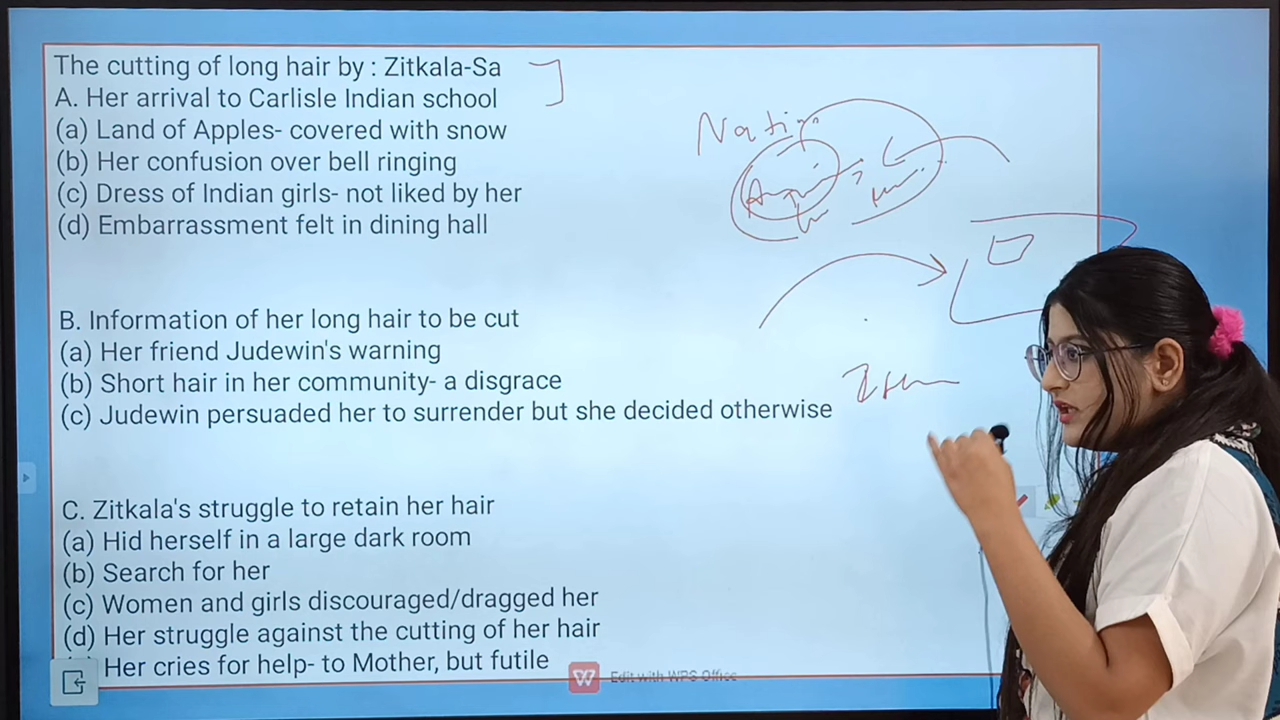 The cutting of long hair by : Zitkala-Sa
A. Her arrival to Carlisle Indian school
(a) Land of Apples- covered with snow
(b) Her confusion over bell ringing
(c) Dress of Indian girls- not liked by her
(d) Embarrassment felt in dining hall
B. Information of her long hair to be cut
(a) Her friend Judewin's warning
(b) Short hair in her community- a disgrace
(c) Judewin persuaded her to surrender but she decided otherwise
C. Zitkala's struggle to retain her hair
(a) Hid herself in a large dark room
(b) Search for her
(c) Women and girls discouraged/dragged her
(d) Her struggle against the cutting of her hair
Her cries for help- to Mother, but futile
Edit with WPS Office